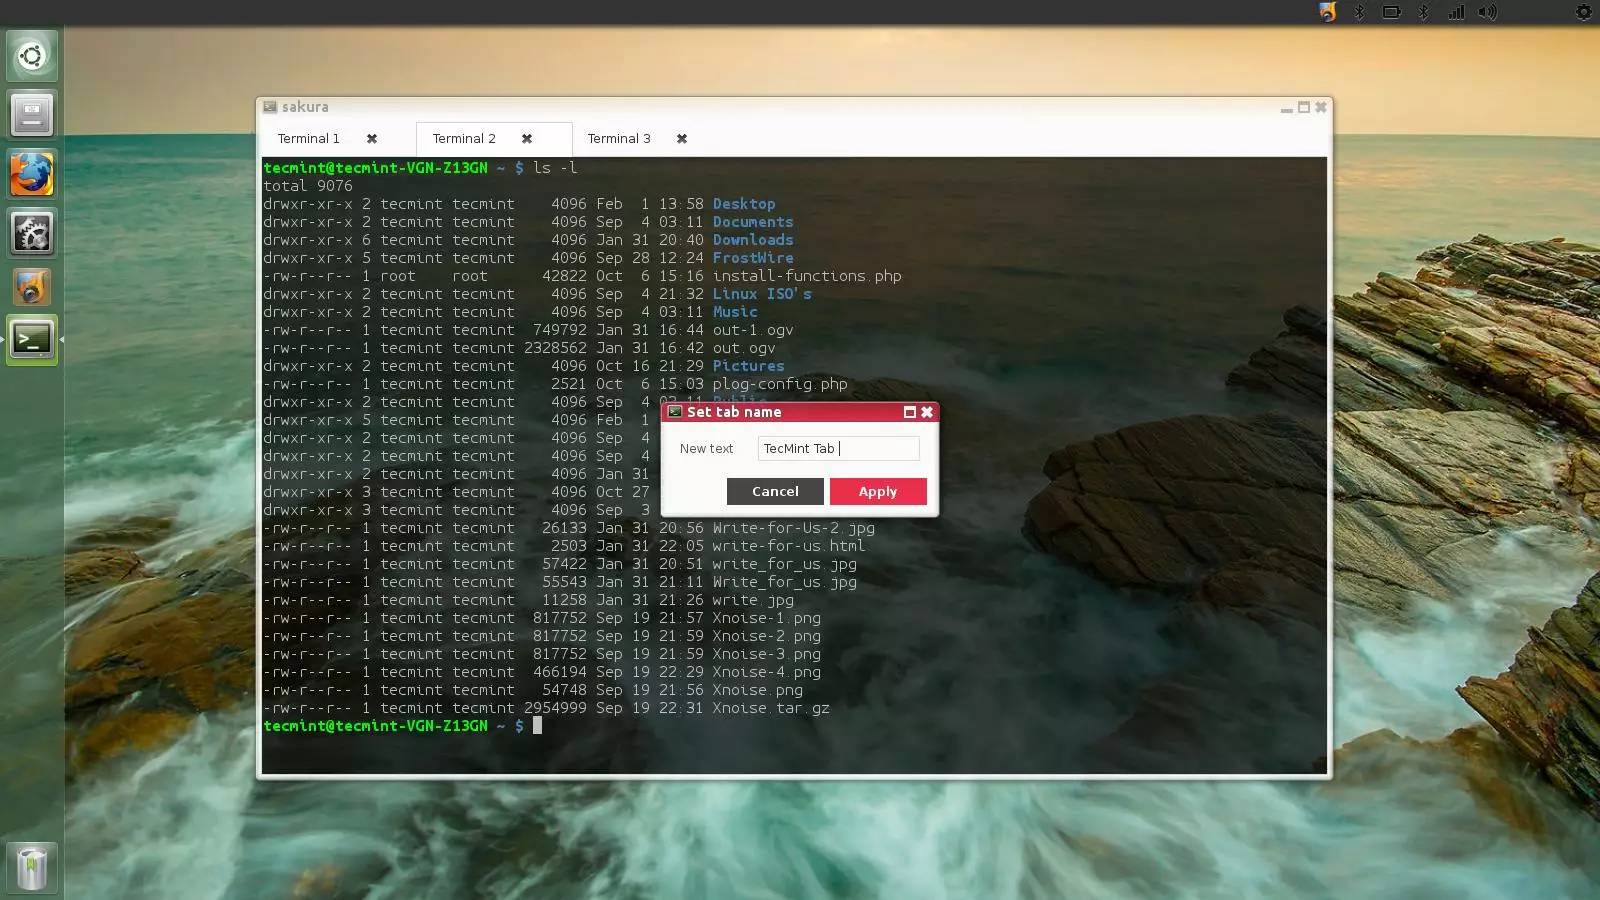 sakura
Terminal 1 Terminal 2 Terminal 3
tecmint@tecmint-VGN-Z13GN ~ $ ls -l
total 9076
drwxr-xr-x 2 tecmint tecmint 4096 Feb 1 13:58 Desktop
drwxr-xr-x 2 tecmint tecmint 4096 Sep 4 03:11 Documents
drwxr-xr-x 6 tecmint tecmint 4096 Jan 31 20:40 Downloads
drwxr-xr-x 5 tecmint tecmint 4096 Sep 28 12:24 FrostWire
-rw-r--r-- 1 root root 42822 Oct 6 15:16 install-functions.php
drwxr-xr-x 2 tecmint tecmint 4096 Sep 4 21:32 Linux ISO's
drwxr-xr-x 2 tecmint tecmint 4096 Sep 4 03:11 Music
-rw-r--r-- 1 tecmint tecmint 749792 Jan 31 16:44 out-1.ogv
-rw-r--r-- 1 tecmint tecmint 2328562 Jan 31 16:42 out.ogv
drwxr-xr-x 2 tecmint tecmint 4096 Oct 16 21:29 Pictures
-rw-r--r-- 1 tecmint tecmint 2521 Oct 6 15:03 plog-config.php
drwxr-xr-x 2 tecmint tecmint 4096 Sep 4 03:11 Public
drwxr-xr-x 5 tecmint tecmint 4096 Feb 1
drwxr-xr-x 2 tecmint tecmint 4096 Sep 4
drwxr-xr-x 2 tecmint tecmint 4096 Sep 4
drwxr-xr-x 2 tecmint tecmint 4096 Jan 31
drwxr-xr-x 3 tecmint tecmint 4096 Oct 27
drwxr-xr-x 3 tecmint tecmint 4096 Sep 3
-rw-r--r-- 1 tecmint tecmint 26133 Jan 31 20:56 Write-for-Us-2.jpg
-rw-r--r-- 1 tecmint tecmint 2503 Jan 31 22:05 write-for-us.html
-rw-r--r-- 1 tecmint tecmint 57422 Jan 31 20:51 write_for_us.jpg
-rw-r--r-- 1 tecmint tecmint 55543 Jan 31 21:11 Write_for_us.jpg
-rw-r--r-- 1 tecmint tecmint 11258 Jan 31 21:26 write.jpg
-rw-r--r-- 1 tecmint tecmint 817752 Sep 19 21:57 Xnoise-1.png
-rw-r--r-- 1 tecmint tecmint 817752 Sep 19 21:59 Xnoise-2.png
-rw-r--r-- 1 tecmint tecmint 817752 Sep 19 21:59 Xnoise-3.png
-rw-r--r-- 1 tecmint tecmint 466194 Sep 19 22:29 Xnoise-4.png
-rw-r--r-- 1 tecmint tecmint 54748 Sep 19 21:56 Xnoise.png
-rw-r--r-- 1 tecmint tecmint 2954999 Sep 19 22:31 Xnoise.tar.gz
tecmint@tecmint-VGN-Z13GN ~ $
Set tab name
New text TecMint Tab
Cancel Apply